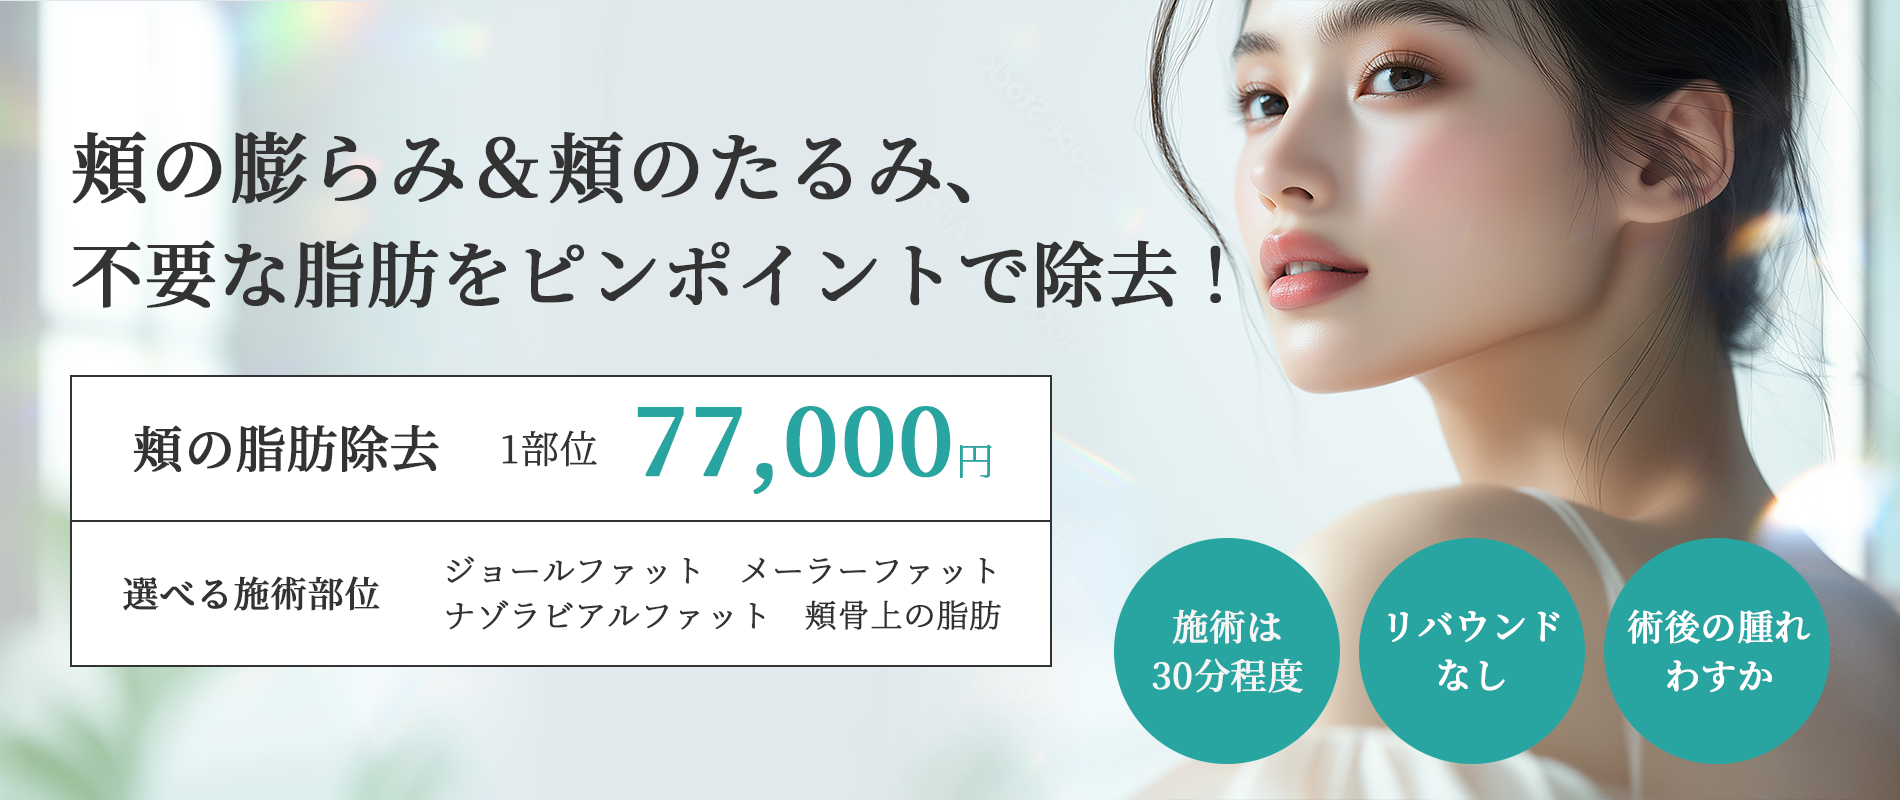 頬の膨らみ＆頬のたるみ、
不要な脂肪をピンポイントで除去！
頬の脂肪除去 1部位 77,000円
選べる施術部位
ジョールファット メーラーファット
ナゾラビアルファット 頬骨上の脂肪
施術は
30分程度
リバウンド
なし
術後の腫れ
わすか